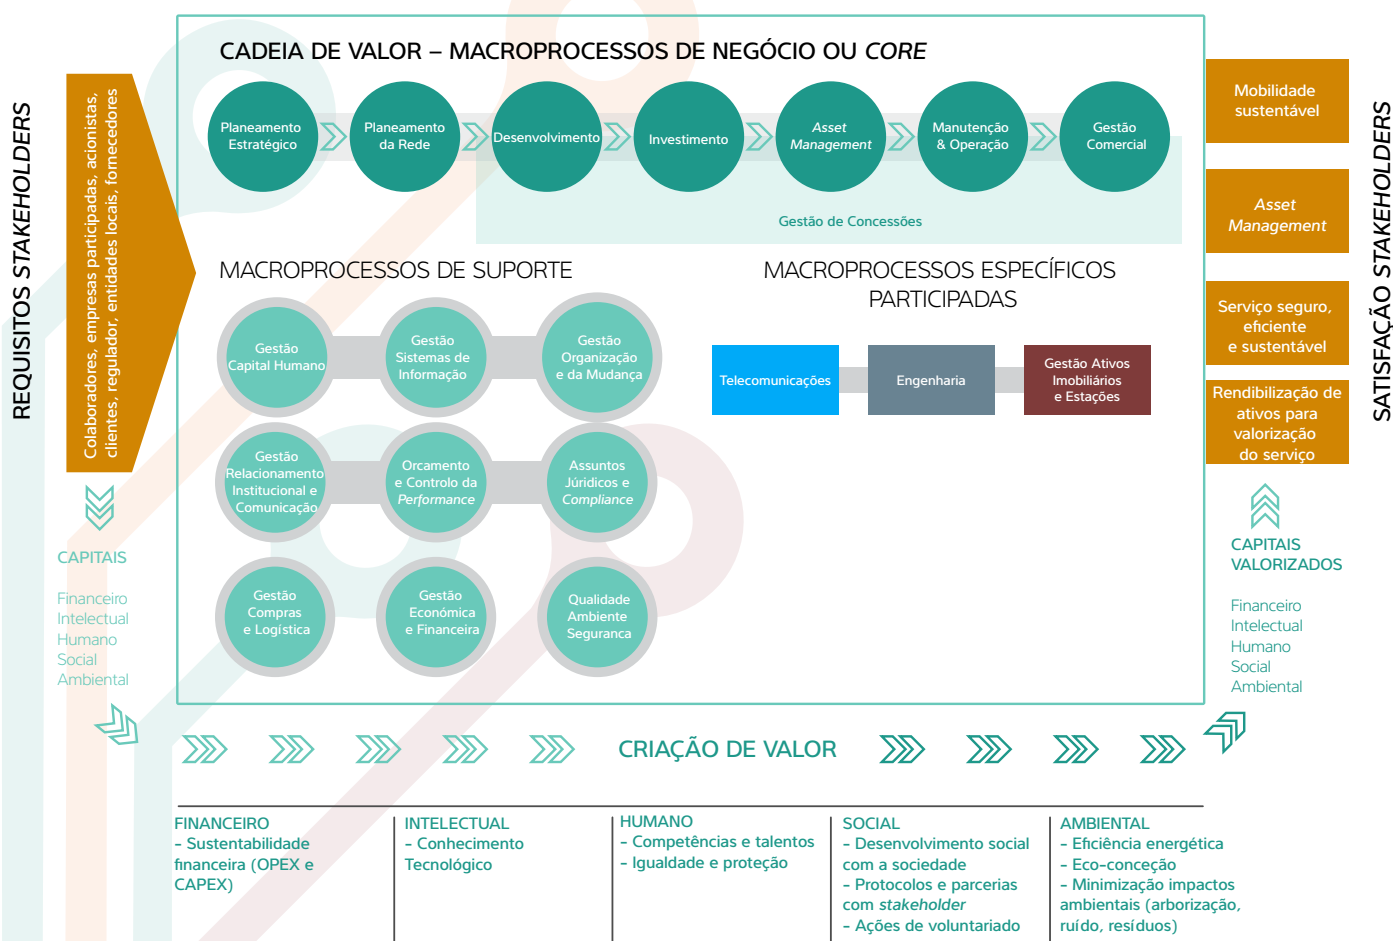 REQUISITOS STAKEHOLDERS
Colaboradores, empresas participadas, acionistas,
clientes, regulador, entidades locais, fornecedores
CAPITAIS
Financeiro
Intelectual
Humano
Social
Ambiental
CADEIA DE VALOR – MACROPROCESSOS DE NEGÓCIO OU CORE
Planeamento
Estratégico
Planeamento
da Rede
Desenvolvimento
Investimento
Asset
Management
Manutenção
& Operação
Gestão
Comercial
Gestão de Concessões
MACROPROCESSOS DE SUPORTE
Gestão
Capital Humano
Gestão
Sistemas de
Informação
Gestão
Organização
e da Mudança
Gestão
Relacionamento
Institucional e
Comunicação
Orcamento
e Controlo da
Performance
Assuntos
Júridicos e
Compliance
Gestão
Compras
e Logística
Gestão
Económica
e Financeira
Qualidade
Ambiente
Seguranca
MACROPROCESSOS ESPECÍFICOS
PARTICIPADAS
Telecomunicações
Engenharia
Gestão Ativos
Imobiliários
e Estações
Mobilidade
sustentável
Asset
Management
Serviço seguro,
eficiente
e sustentável
Rendibilização de
ativos para
valorização
do serviço
SATISFAÇÃO STAKEHOLDERS
CAPITAIS
VALORIZADOS
Financeiro
Intelectual
Humano
Social
Ambiental
CRIAÇÃO DE VALOR
FINANCEIRO
- Sustentabilidade
financeira (OPEX e
CAPEX)
INTELECTUAL
- Conhecimento
Tecnológico
HUMANO
- Competências e talentos
- Igualdade e proteção
SOCIAL
- Desenvolvimento social
com a sociedade
- Protocolos e parcerias
com stakeholder
- Ações de voluntariado
AMBIENTAL
- Eficiência energética
- Eco-conceção
- Minimização impactos
ambientais (arborização,
ruído, resíduos)